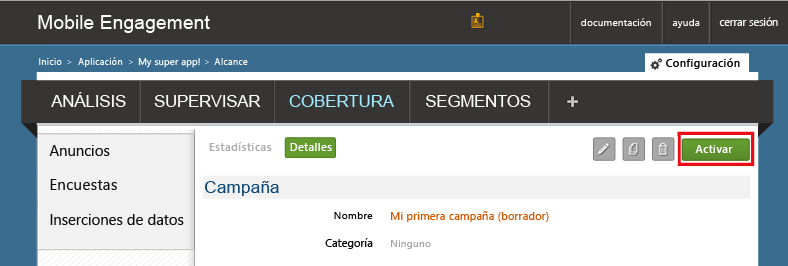 Mobile Engagement
documentación
ayuda
cerrar sesión
Inicio > Aplicación > My super app! > Alcance
Configuración
ANÁLISIS
SUPERVISAR
COBERTURA
SEGMENTOS
+
Anuncios
Encuestas
Inserciones de datos
Estadísticas
Detalles
Activar
Campaña
Nombre Mi primera campaña (borrador)
Categoría Ninguno